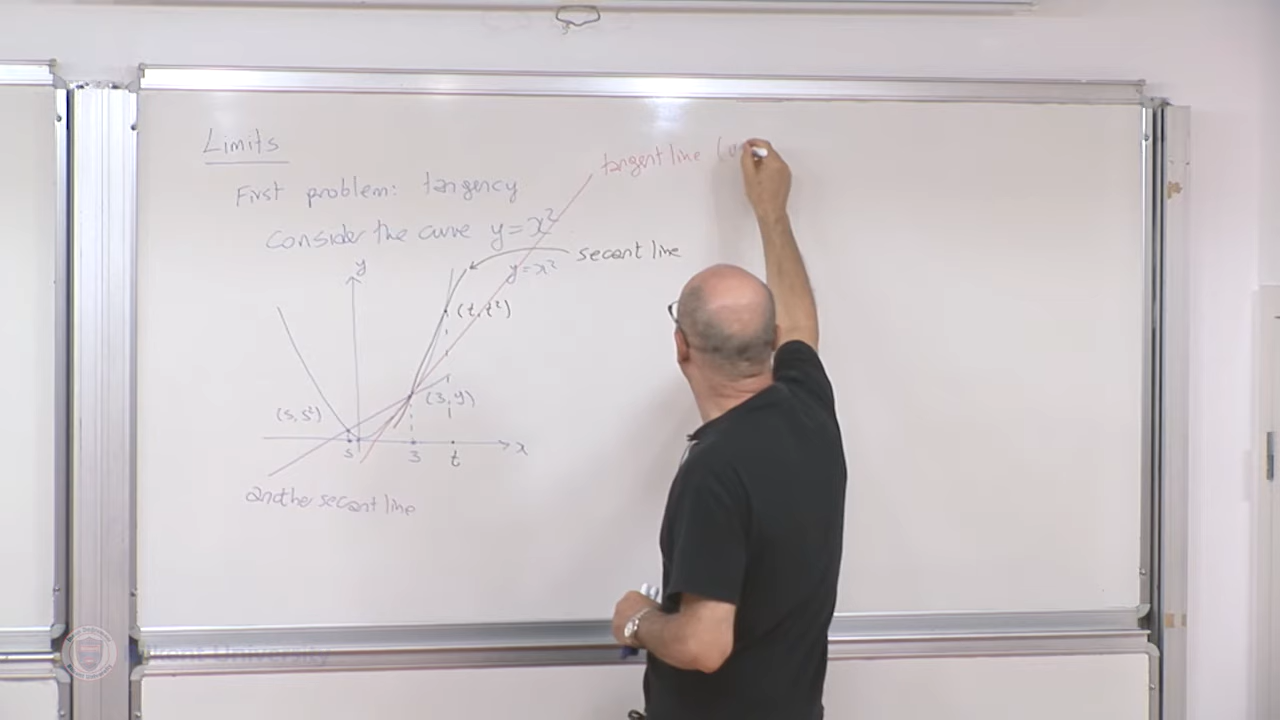 Limits
First problem: tangency
Consider the curve y = x²
tangent line
secant line
y = x²
y
(t, t²)
(3, 9)
(s, s²)
s
3
t
x
another secant line
University